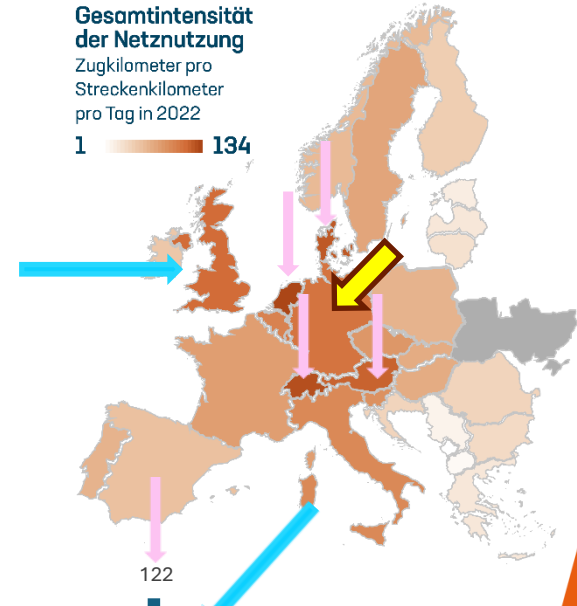 Gesamtintensität
der Netznutzung
Zugkilometer pro
Streckenkilometer
pro Tag in 2022
1 134
122